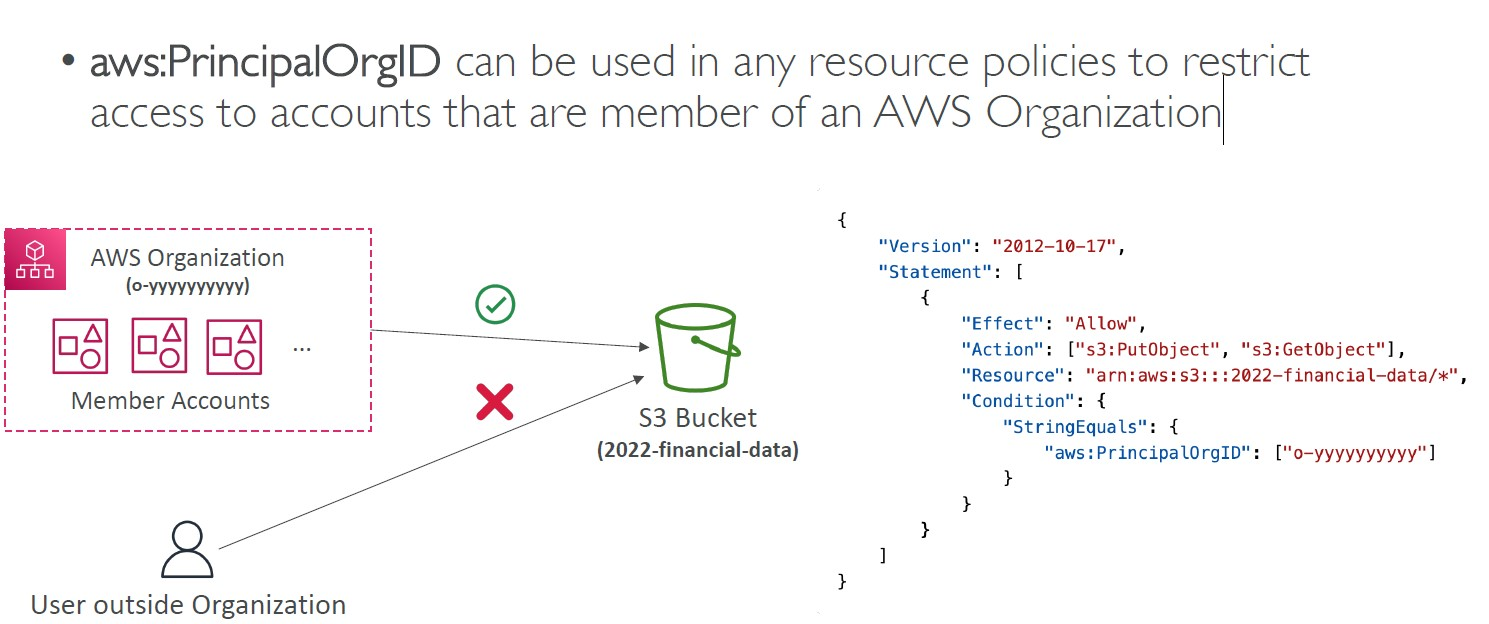 • aws:PrincipalOrgID can be used in any resource policies to restrict
access to accounts that are member of an AWS Organization
AWS Organization
(o-yyyyyyyyyy)
...
Member Accounts
User outside Organization
S3 Bucket
(2022-financial-data)
{
"Version": "2012-10-17",
"Statement": [
{
"Effect": "Allow",
"Action": ["s3:PutObject", "s3:GetObject"],
"Resource": "arn:aws:s3:::2022-financial-data/*",
"Condition": {
"StringEquals": {
"aws:PrincipalOrgID": ["o-yyyyyyyyyy"]
}
}
}
]
}